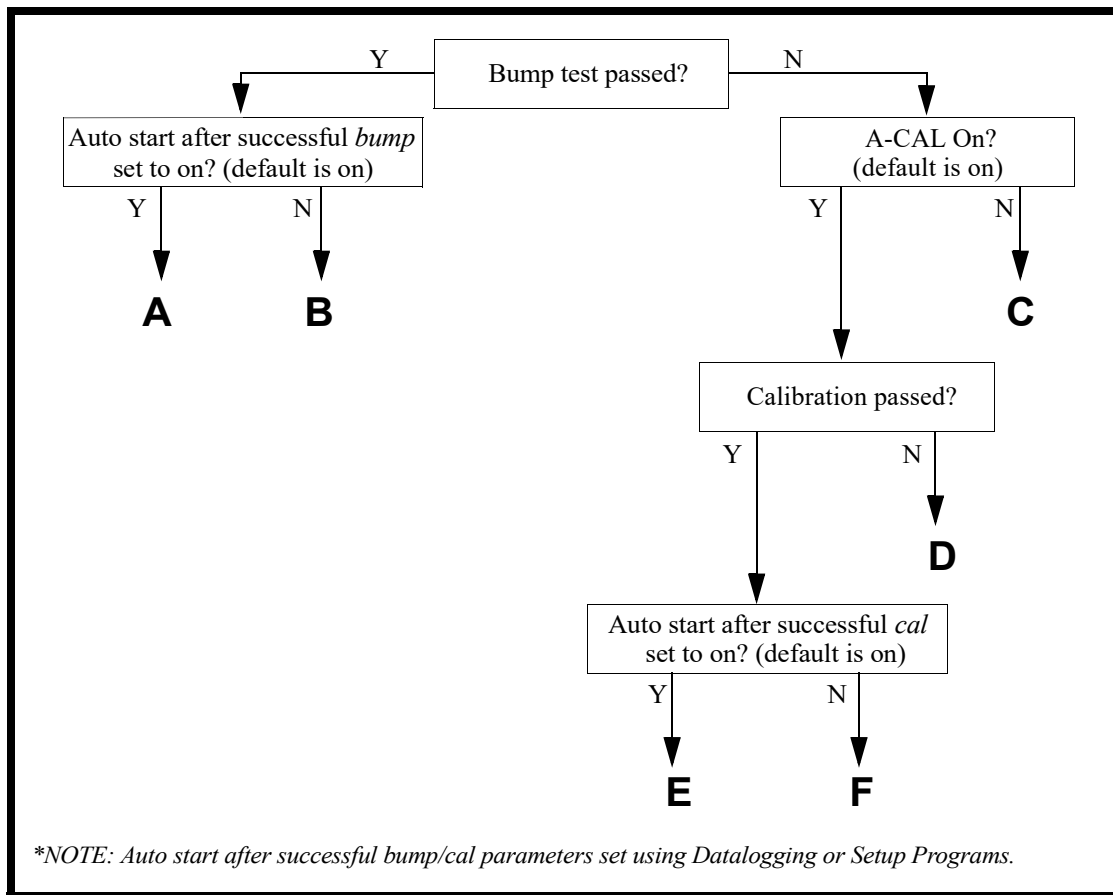 Y
Bump test passed?
N
Auto start after successful bump
set to on? (default is on)
A-CAL On?
(default is on)
Y
N
Y
N
A
B
C
Calibration passed?
Y
N
D
Auto start after successful cal
set to on? (default is on)
Y
N
E
F
*NOTE: Auto start after successful bump/cal parameters set using Datalogging or Setup Programs.